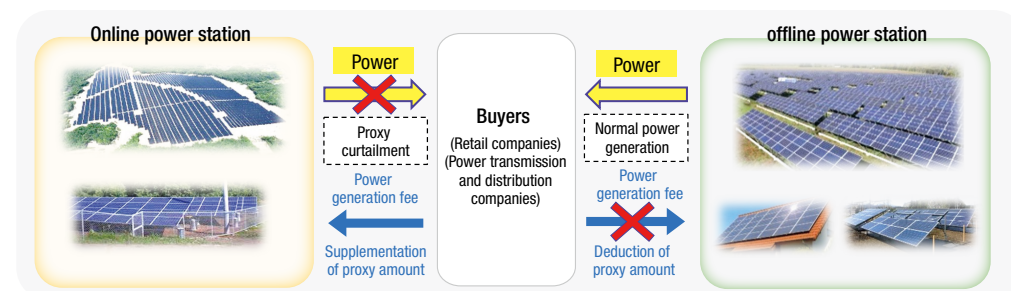 Online power station
Power
Proxy
curtailment
Power
generation fee
Supplementation
of proxy amount
Buyers
(Retail companies)
(Power transmission
and distribution
companies)
offline power station
Power
Normal power
generation
Power
generation fee
Deduction of
proxy amount